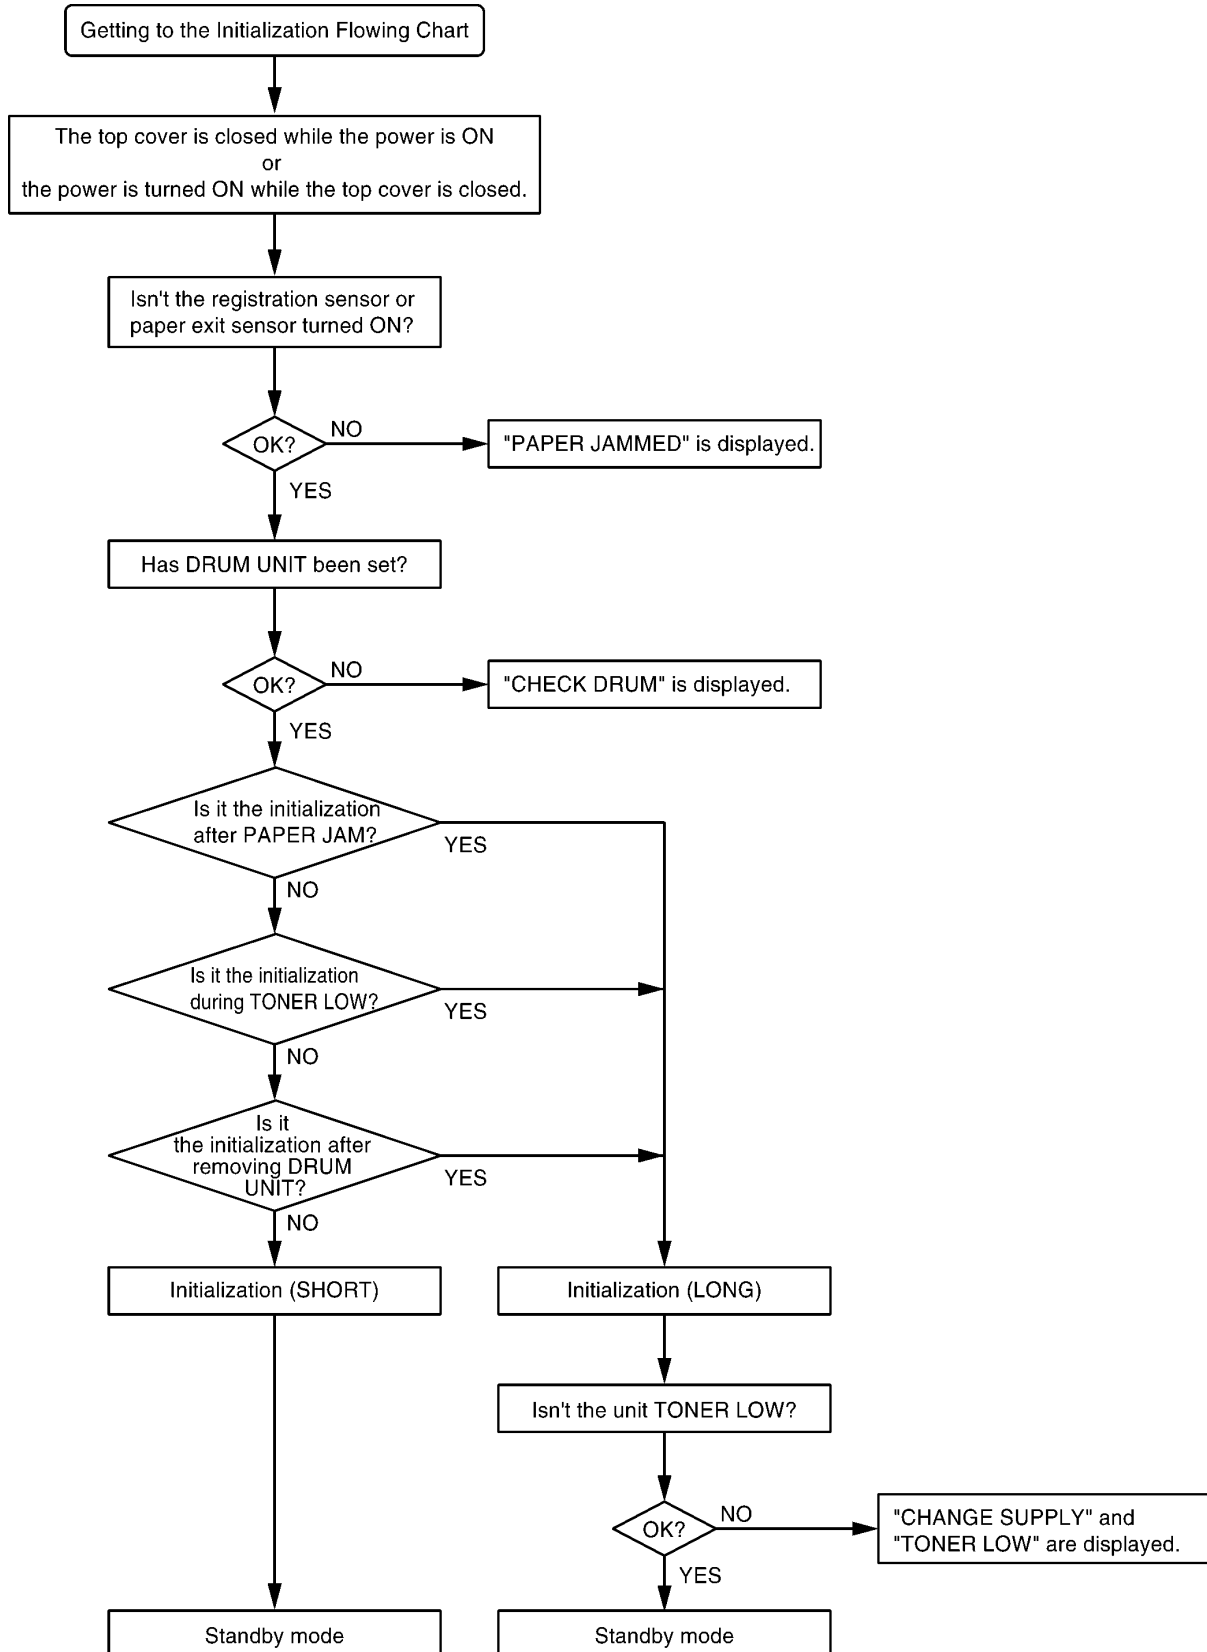 Getting to the Initialization Flowing Chart
The top cover is closed while the power is ON
or
the power is turned ON while the top cover is closed.
Isn't the registration sensor or
paper exit sensor turned ON?
OK?
NO
"PAPER JAMMED" is displayed.
YES
Has DRUM UNIT been set?
OK?
NO
"CHECK DRUM" is displayed.
YES
Is it the initialization
after PAPER JAM?
YES
NO
Is it the initialization
during TONER LOW?
YES
NO
Is it
the initialization after
removing DRUM
UNIT?
YES
NO
Initialization (SHORT)
Initialization (LONG)
Isn't the unit TONER LOW?
OK?
NO
"CHANGE SUPPLY" and
"TONER LOW" are displayed.
YES
Standby mode
Standby mode